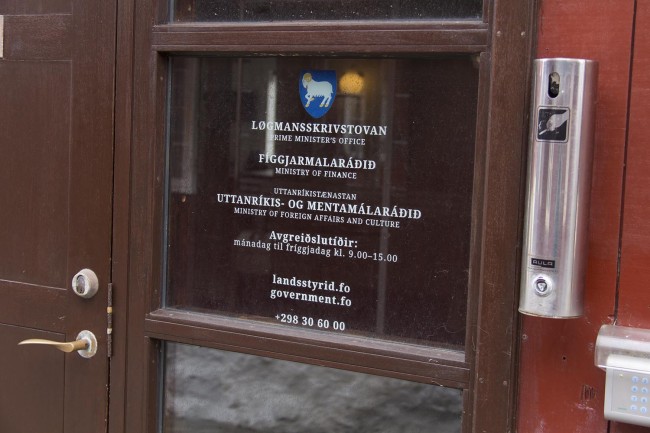 LØGMANSSKRIVSTOVAN
PRIME MINISTER'S OFFICE
FÍGGJARMALARÁÐIÐ
MINISTRY OF FINANCE
UTTANRÍKISTÆNASTAN
UTTANRÍKIS- OG MENTAMÁLARÁÐIÐ
MINISTRY OF FOREIGN AFFAIRS AND CULTURE
Avgreiðslutíðir:
mánadag til fríggjadag kl. 9.00–15.00
landsstyrid.fo
government.fo
+298 30 60 00